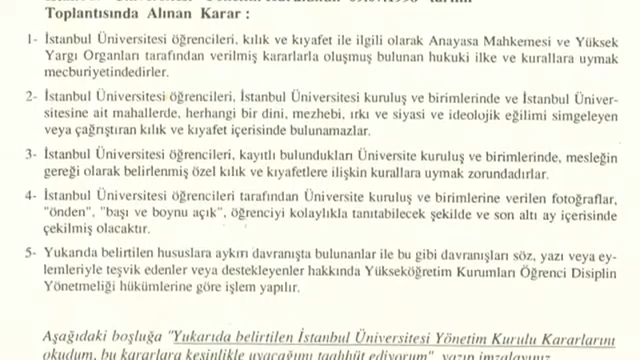 Toplantısında Alınan Karar :
1- İstanbul Üniversitesi öğrencileri, kılık ve kıyafet ile ilgili olarak Anayasa Mahkemesi ve Yüksek
Yargı Organları tarafından verilmiş kararlarla oluşmuş bulunan hukuki ilke ve kurallara uymak
mecburiyetindedirler.
2- İstanbul Üniversitesi öğrencileri, İstanbul Üniversitesi kuruluş ve birimlerinde ve İstanbul Üniver-
sitesine ait mahallerde, herhangi bir dini, mezhebi, ırkı ve siyasi ve ideolojik eğilimi simgeleyen
veya çağrıştıran kılık ve kıyafet içerisinde bulunamazlar.
3- İstanbul Üniversitesi öğrencileri, kayıtlı bulundukları Üniversite kuruluş ve birimlerinde, mesleğin
gereği olarak belirlenmiş özel kılık ve kıyafetlere ilişkin kurallara uymak zorundadırlar.
4- İstanbul Üniversitesi öğrencileri tarafından Üniversite kuruluş ve birimlerine verilen fotoğraflar,
"önden", "başı ve boynu açık", öğrenciyi kolaylıkla tanıtabilecek şekilde ve son altı ay içerisinde
çekilmiş olacaktır.
5- Yukarıda belirtilen hususlara aykırı davranışta bulunanlar ile bu gibi davranışları söz, yazı ve ey-
lemleriyle teşvik edenler veya destekleyenler hakkında Yükseköğretim Kurumları Öğrenci Disiplin
Yönetmeliği hükümlerine göre işlem yapılır.
Aşağıdaki boşluğa "Yukarıda belirtilen İstanbul Üniversitesi Yönetim Kurulu Kararlarını
okudum, bu kararlara kesinlikle uyacağımı taahhüt ediyorum", yazıp imzalayınız